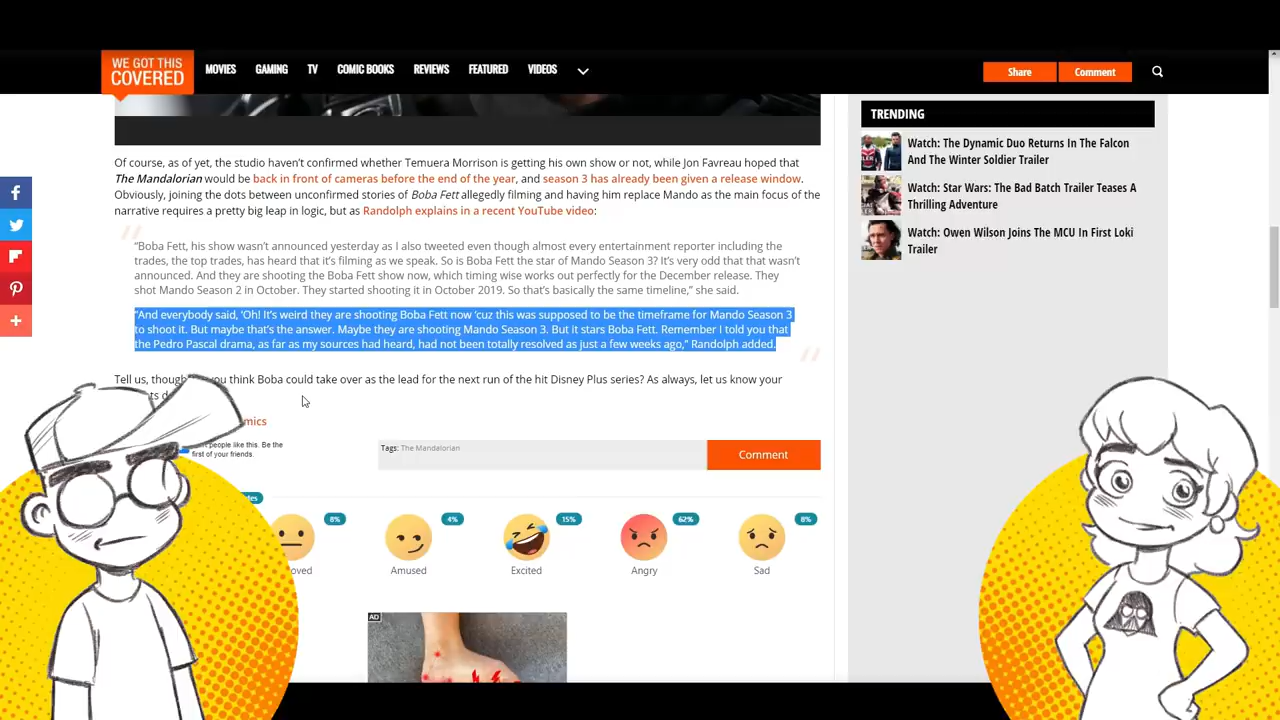 WE GOT THIS
COVERED
MOVIES GAMING TV COMIC BOOKS REVIEWS FEATURED VIDEOS
Share Comment
Of course, as of yet, the studio haven't confirmed whether Temuera Morrison is getting his own show or not, while Jon Favreau hoped that
The Mandalorian would be back in front of cameras before the end of the year, and season 3 has already been given a release window.
Obviously, joining the dots between unconfirmed stories of Boba Fett allegedly filming and having him replace Mando as the main focus of the
narrative requires a pretty big leap in logic, but as Randolph explains in a recent YouTube video:
"Boba Fett, his show wasn't announced yesterday as I also tweeted even though almost every entertainment reporter including the
trades, the top trades, has heard that it's filming as we speak. So is Boba Fett the star of Mando Season 3? It's very odd that that wasn't
announced. And they are shooting the Boba Fett show now, which timing wise works out perfectly for the December release. They
shot Mando Season 2 in October. They started shooting it in October 2019. So that's basically the same timeline," she said.
"And everybody said, 'Oh! It's weird they are shooting Boba Fett now 'cuz this was supposed to be the timeframe for Mando Season 3
to shoot it. But maybe that's the answer. Maybe they are shooting Mando Season 3. But it stars Boba Fett. Remember I told you that
the Pedro Pascal drama, as far as my sources had heard, had not been totally resolved as just a few weeks ago," Randolph added.
Tell us, though you think Boba could take over as the lead for the next run of the hit Disney Plus series? As always, let us know your
mics
people like this. Be the
first of your friends.
Tags: The Mandalorian
Comment
8% 4% 15% 62% 8%
Amused Excited Angry Sad
AD
TRENDING
Watch: The Dynamic Duo Returns In The Falcon
And The Winter Soldier Trailer
Watch: Star Wars: The Bad Batch Trailer Teases A
Thrilling Adventure
Watch: Owen Wilson Joins The MCU In First Loki
Trailer